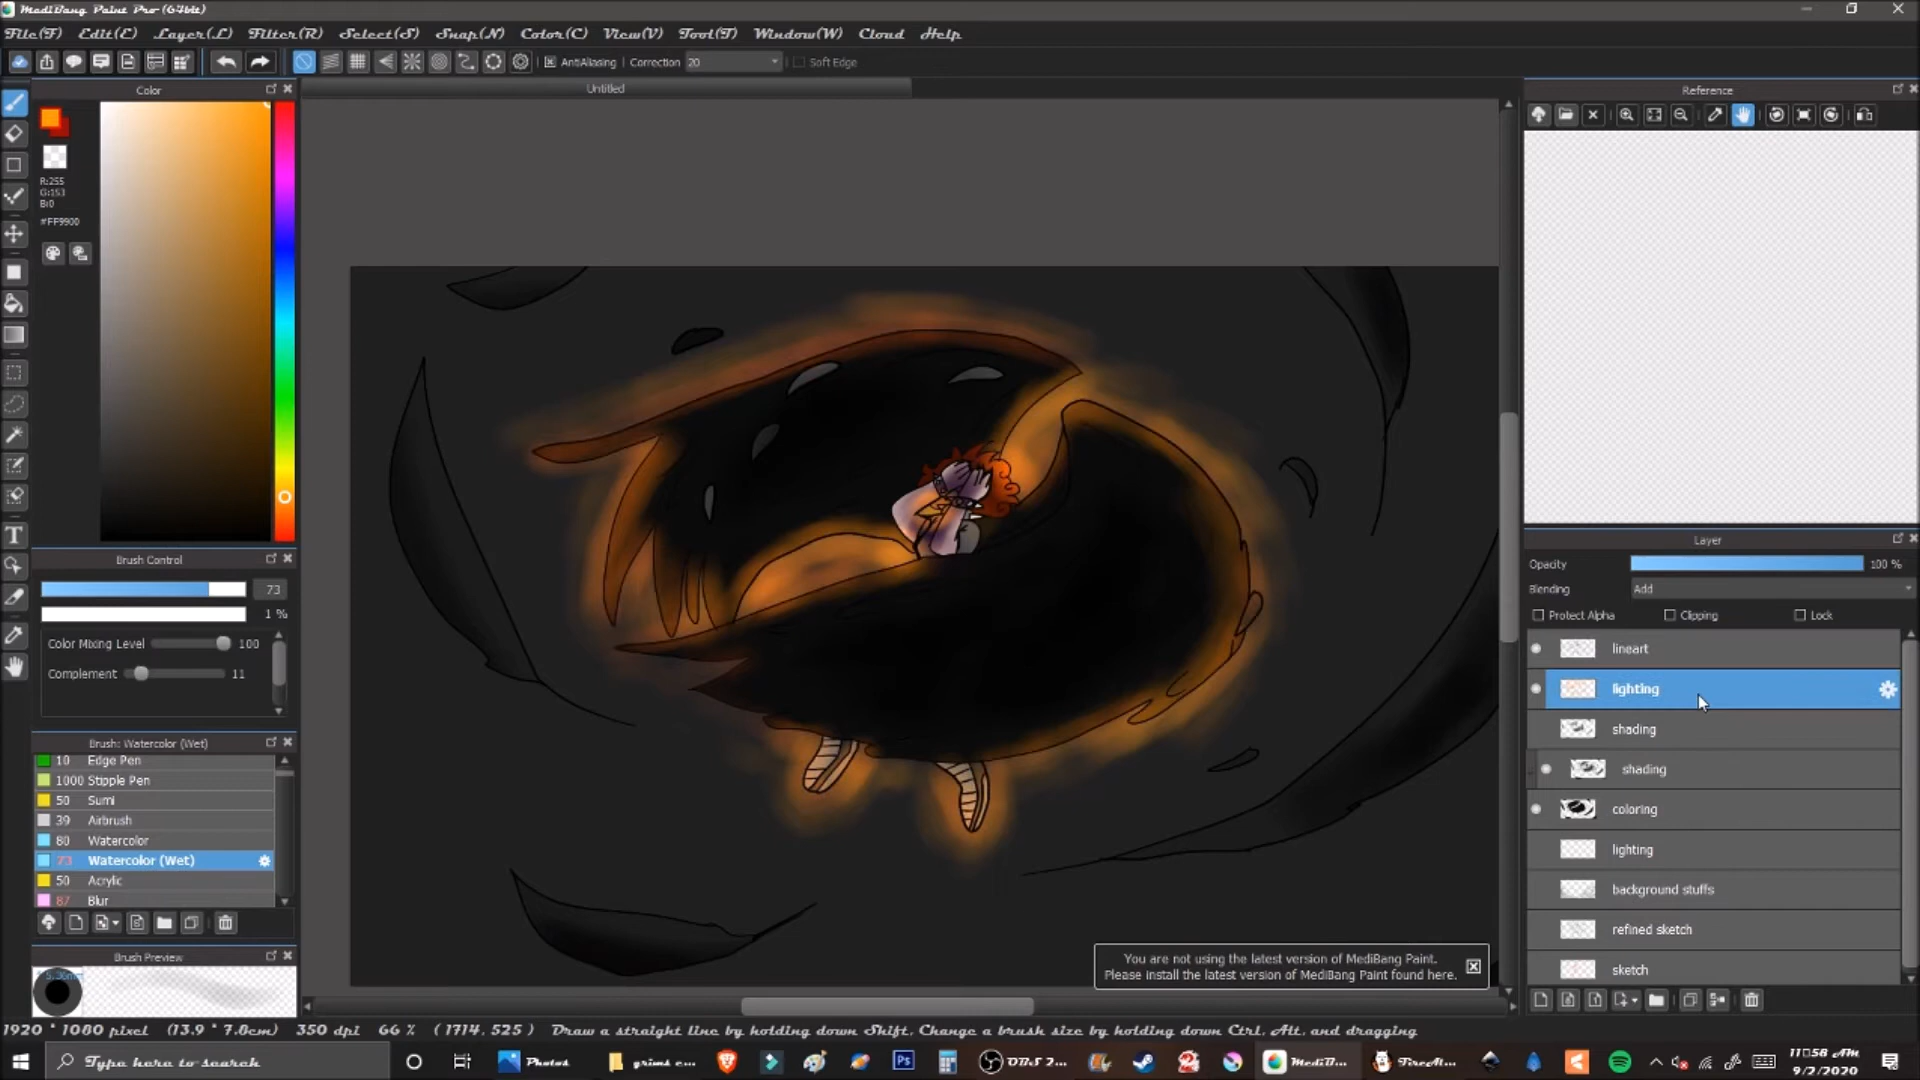 MediBang Paint Pro (64bit)
File(F) Edit(E) Layer(L) Filter(R) Select(S) Snap(N) Color(C) View(V) Tool(T) Window(W) Cloud Help
AntiAliasing Correction 20 Soft Edge
Color
Untitled
Reference
R:255
G:153
B:0
#FF9900
Brush Control
73
1 %
Color Mixing Level 100
Complement 11
Brush: Watercolor (Wet)
10 Edge Pen
1000 Stipple Pen
50 Sumi
39 Airbrush
80 Watercolor
73 Watercolor (Wet)
50 Acrylic
87 Blur
Brush Preview
Layer
Opacity 100 %
Blending Add
Protect Alpha Clipping Lock
lineart
lighting
shading
shading
coloring
lighting
background stuffs
refined sketch
sketch
You are not using the latest version of MediBang Paint.
Please install the latest version of MediBang Paint found here.
1920 * 1080 pixel (13.9 * 7.8cm) 350 dpi 66 % ( 1714, 525 ) Draw a straight line by holding down Shift, Change a brush size by holding down Ctrl, Alt, and dragging
Type here to search
Photos
grims c...
Ps
OBS 2...
MediB...
FireAl...
11:58 AM
9/2/2020